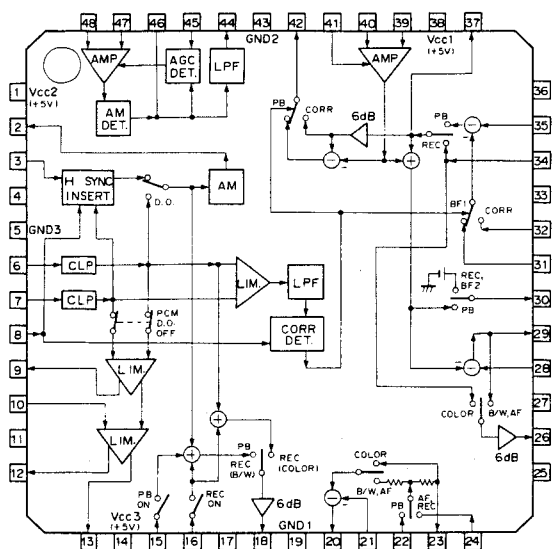 48 47 46 45 44 43 42 41 40 39 38 37
GND2
Vcc1
(+5V)
AMP
AGC
DET.
LPF
AMP
1
Vcc2
(+5V)
AM
DET.
PB
CORR
6dB
PB
REC
36
35
2
34
3
H SYNC
INSERT
D.O.
AM
33
4
BF1
CORR
32
5
GND3
31
6
CLP
LIM.
LPF
REC,
BF2
30
7
CLP
PB
8
PCM
D.O.
OFF
CORR
DET.
29
9
LIM.
28
10
27
COLOR
B/W, AF
11
LIM.
26
6dB
12
PB
REC
(B/W)
REC
(COLOR)
COLOR
25
Vcc3
(+5V)
PB
ON
REC
ON
6dB
B/W, AF
AF,
REC
PB
REC
GND1
13 14 15 16 17 18 19 20 21 22 23 24